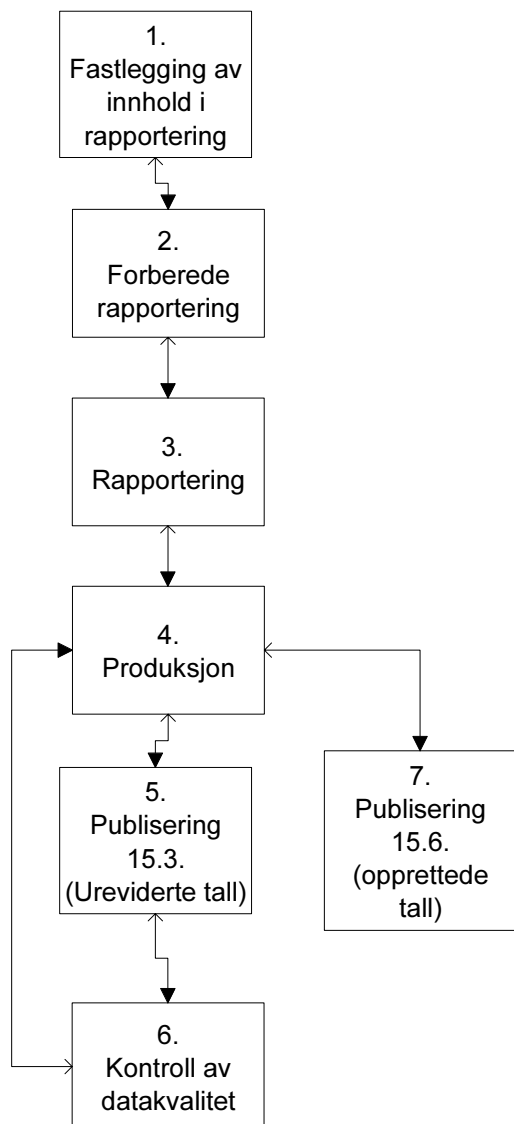 1.
Fastlegging av
innhold i
rapportering
2.
Forberede
rapportering
3.
Rapportering
4.
Produksjon
5.
Publisering
15.3.
(Ureviderte tall)
7.
Publisering
15.6.
(opprettede
tall)
6.
Kontroll av
datakvalitet